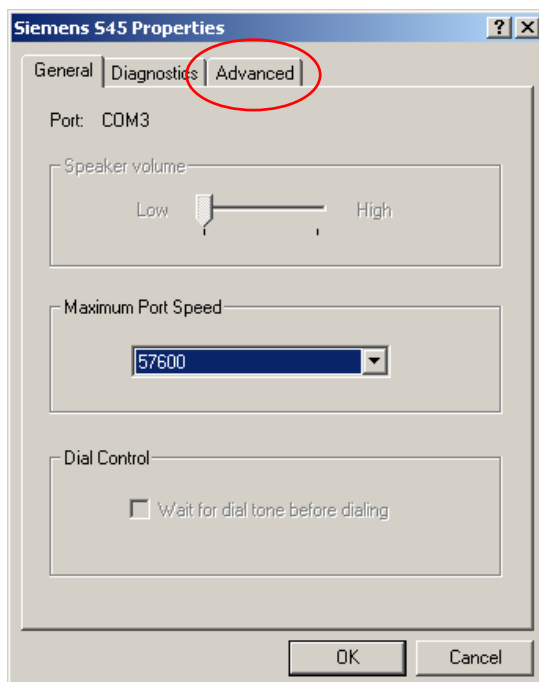 Siemens S45 Properties
General Diagnostics Advanced
Port: COM3
Speaker volume
Low High
Maximum Port Speed
57600
Dial Control
Wait for dial tone before dialing
OK Cancel